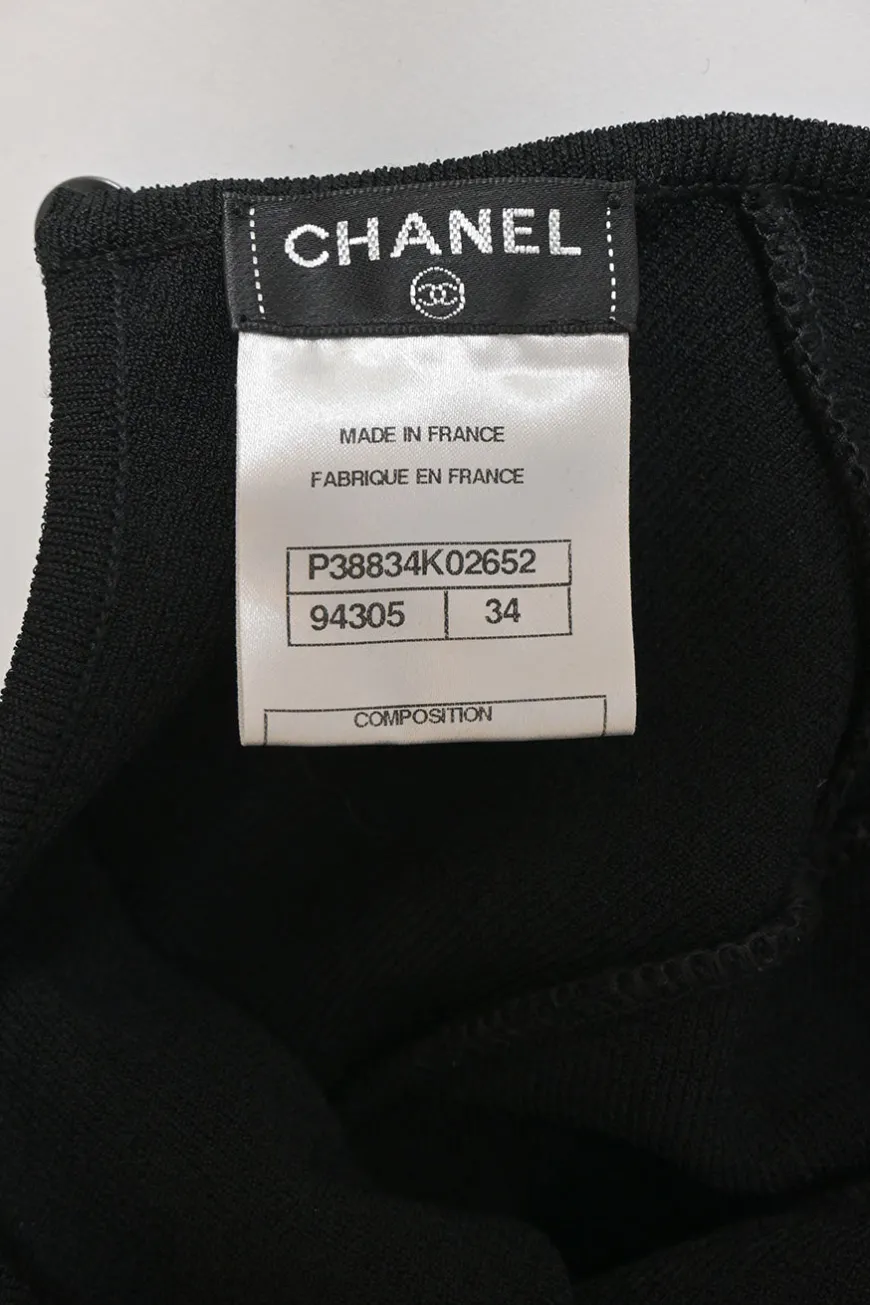 CHANEL
MADE IN FRANCE
FABRIQUE EN FRANCE
P38834K02652
94305 34
COMPOSITION